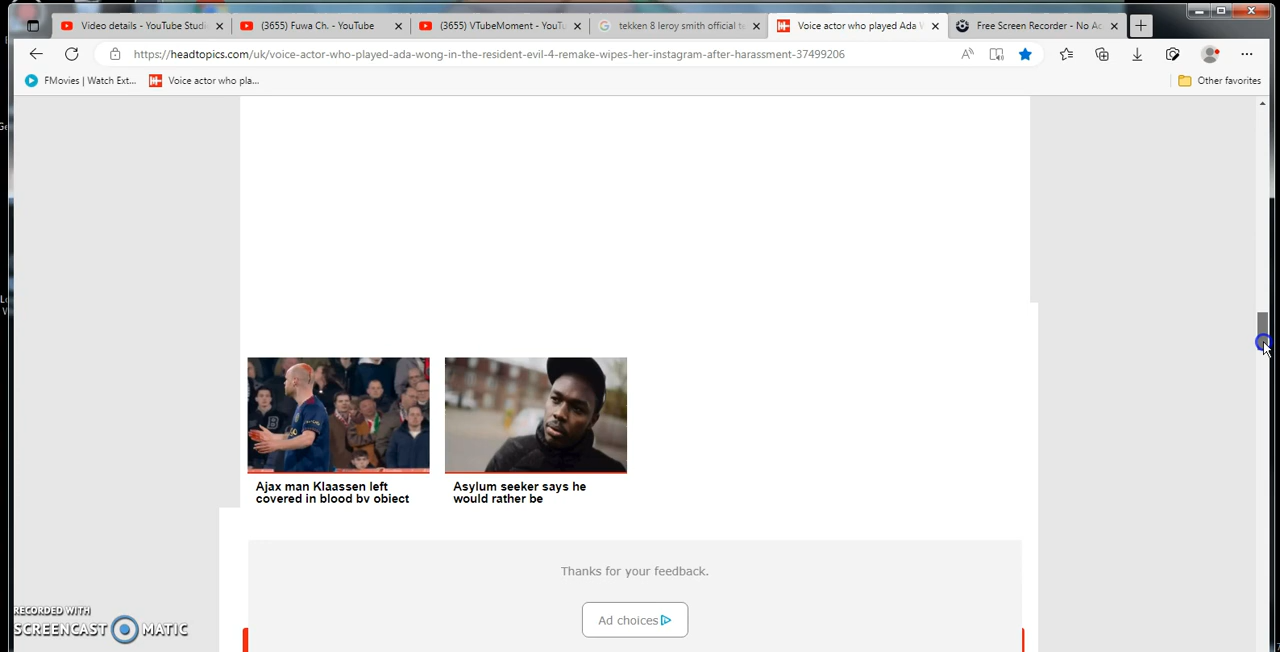 Video details - YouTube Studi
(3655) Fuwa Ch. - YouTube
(3655) VTubeMoment - YouTu
tekken 8 leroy smith official te
Voice actor who played Ada W
Free Screen Recorder - No Ac
https://headtopics.com/uk/voice-actor-who-played-ada-wong-in-the-resident-evil-4-remake-wipes-her-instagram-after-harassment-37499206
FMovies | Watch Ext...
Voice actor who pla...
Other favorites
Ajax man Klaassen left
covered in blood by object
Asylum seeker says he
would rather be
Thanks for your feedback.
Ad choices
RECORDED WITH
SCREENCAST MATIC